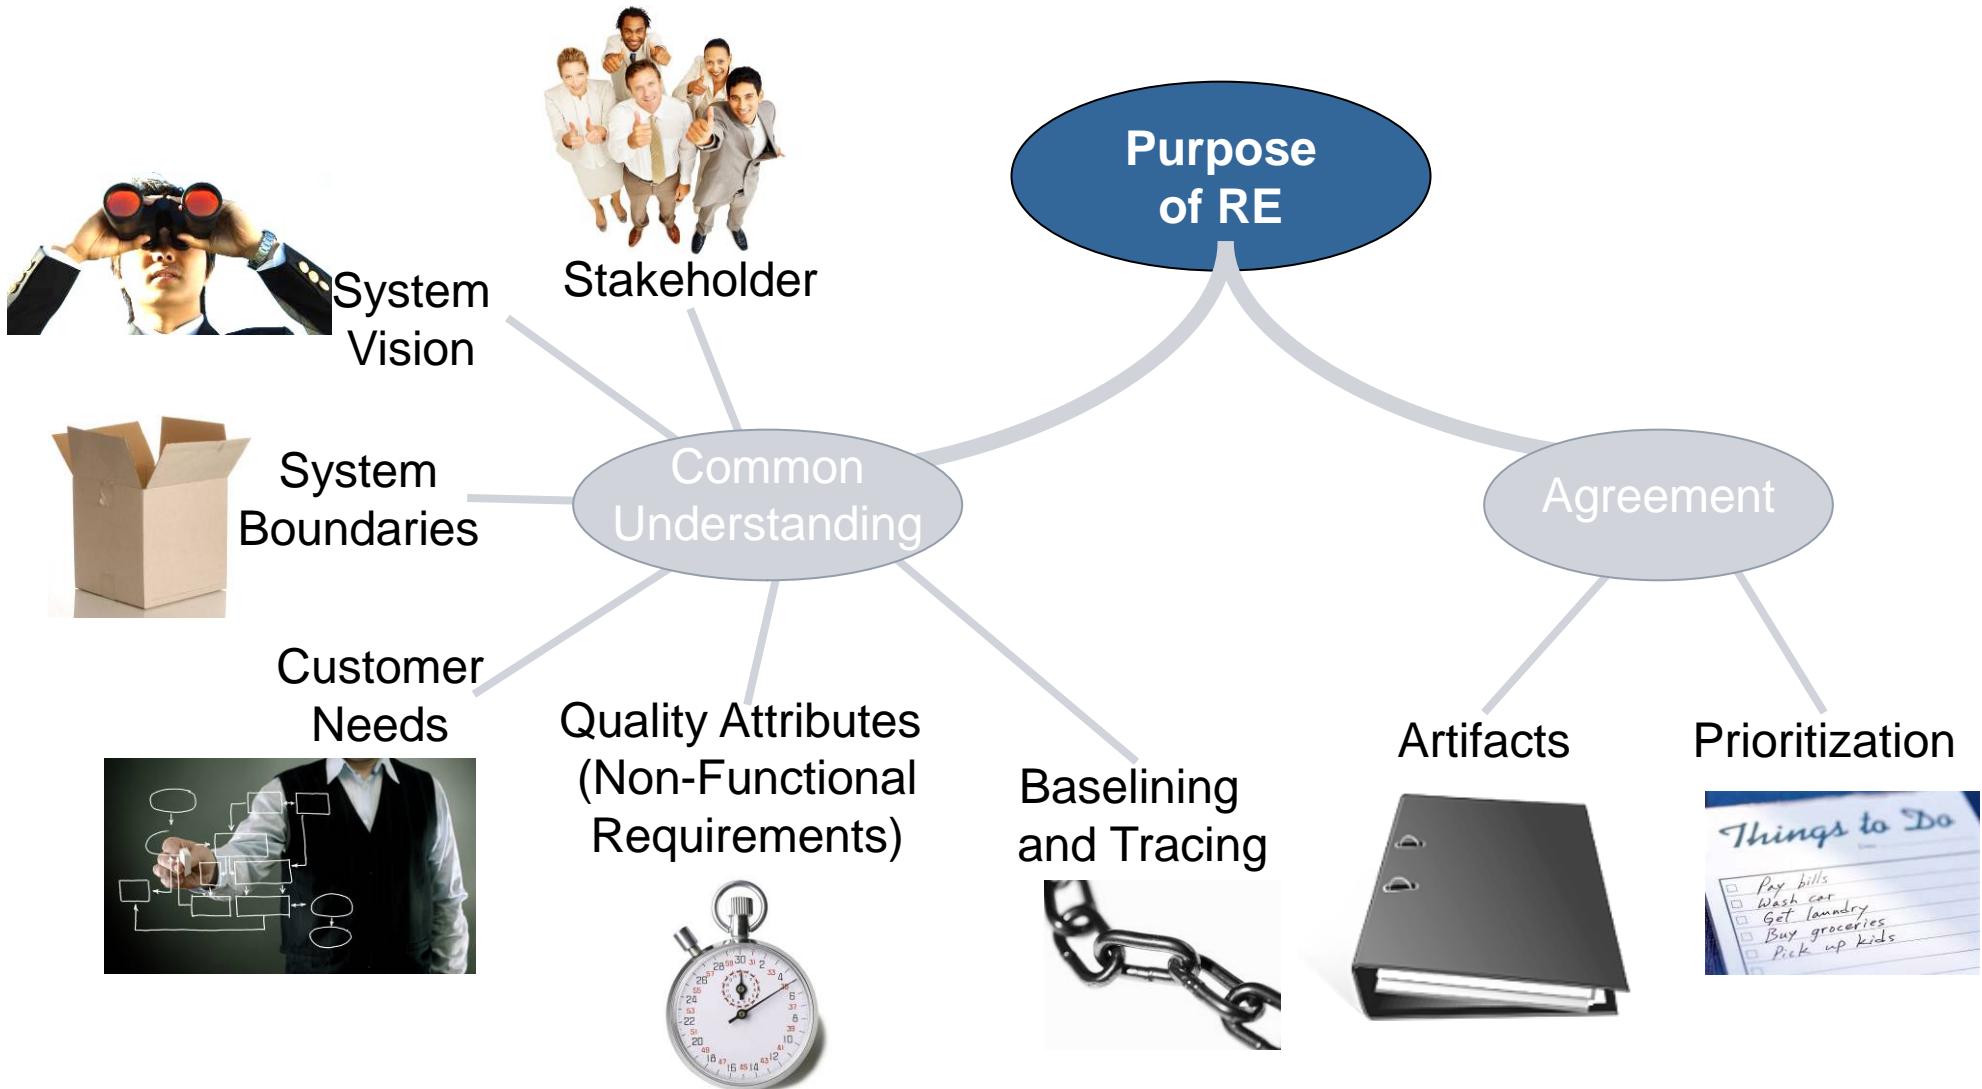 Purpose
of RE
Stakeholder
System
Vision
System
Boundaries
Common
Understanding
Agreement
Customer
Needs
Quality Attributes
(Non-Functional
Requirements)
Baselining
and Tracing
Artifacts
Prioritization
Things to Do
Pay bills
Wash car
Get laundry
Buy groceries
Pick up kids